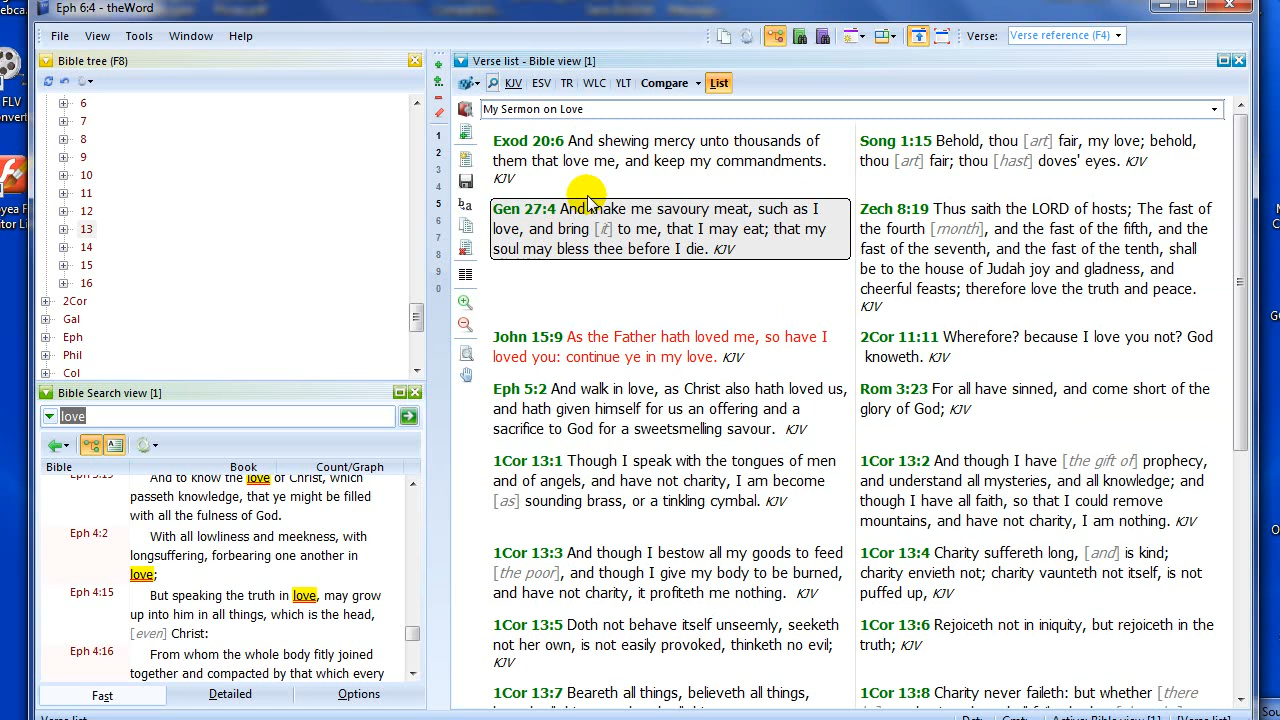 ebca.
Eph 6:4 - theWord
File View Tools Window Help
Verse: Verse reference (F4)
Bible tree (F8)
Verse list - Bible view [1]
KJV ESV TR WLC YLT Compare List
My Sermon on Love
FLV
onvert
yea F
itor Li
6
7
8
9
10
11
12
13
14
15
16
2Cor
Gal
Eph
Phil
Col
1
2
3
4
5
6
7
8
9
0
Bible Search view [1]
love
Bible Book Count/Graph
And to know the love of Christ, which
passeth knowledge, that ye might be filled
with all the fulness of God.
Eph 4:2 With all lowliness and meekness, with
longsuffering, forbearing one another in
love;
Eph 4:15 But speaking the truth in love, may grow
up into him in all things, which is the head,
[even] Christ:
Eph 4:16 From whom the whole body fitly joined
together and compacted by that which every
Fast Detailed Options
Exod 20:6 And shewing mercy unto thousands of
them that love me, and keep my commandments.
KJV
Song 1:15 Behold, thou [art] fair, my love; behold,
thou [art] fair; thou [hast] doves' eyes. KJV
Gen 27:4 And make me savoury meat, such as I
love, and bring [it] to me, that I may eat; that my
soul may bless thee before I die. KJV
Zech 8:19 Thus saith the LORD of hosts; The fast of
the fourth [month], and the fast of the fifth, and the
fast of the seventh, and the fast of the tenth, shall
be to the house of Judah joy and gladness, and
cheerful feasts; therefore love the truth and peace.
KJV
John 15:9 As the Father hath loved me, so have I
loved you: continue ye in my love. KJV
2Cor 11:11 Wherefore? because I love you not? God
knoweth. KJV
Eph 5:2 And walk in love, as Christ also hath loved us,
and hath given himself for us an offering and a
sacrifice to God for a sweetsmelling savour. KJV
Rom 3:23 For all have sinned, and come short of the
glory of God; KJV
1Cor 13:1 Though I speak with the tongues of men
and of angels, and have not charity, I am become
[as] sounding brass, or a tinkling cymbal. KJV
1Cor 13:2 And though I have [the gift of] prophecy,
and understand all mysteries, and all knowledge; and
though I have all faith, so that I could remove
mountains, and have not charity, I am nothing. KJV
1Cor 13:3 And though I bestow all my goods to feed
[the poor], and though I give my body to be burned,
and have not charity, it profiteth me nothing. KJV
1Cor 13:4 Charity suffereth long, [and] is kind;
charity envieth not; charity vaunteth not itself, is not
puffed up, KJV
1Cor 13:5 Doth not behave itself unseemly, seeketh
not her own, is not easily provoked, thinketh no evil;
KJV
1Cor 13:6 Rejoiceth not in iniquity, but rejoiceth in the
truth; KJV
1Cor 13:7 Beareth all things, believeth all things,
1Cor 13:8 Charity never faileth: but whether [there